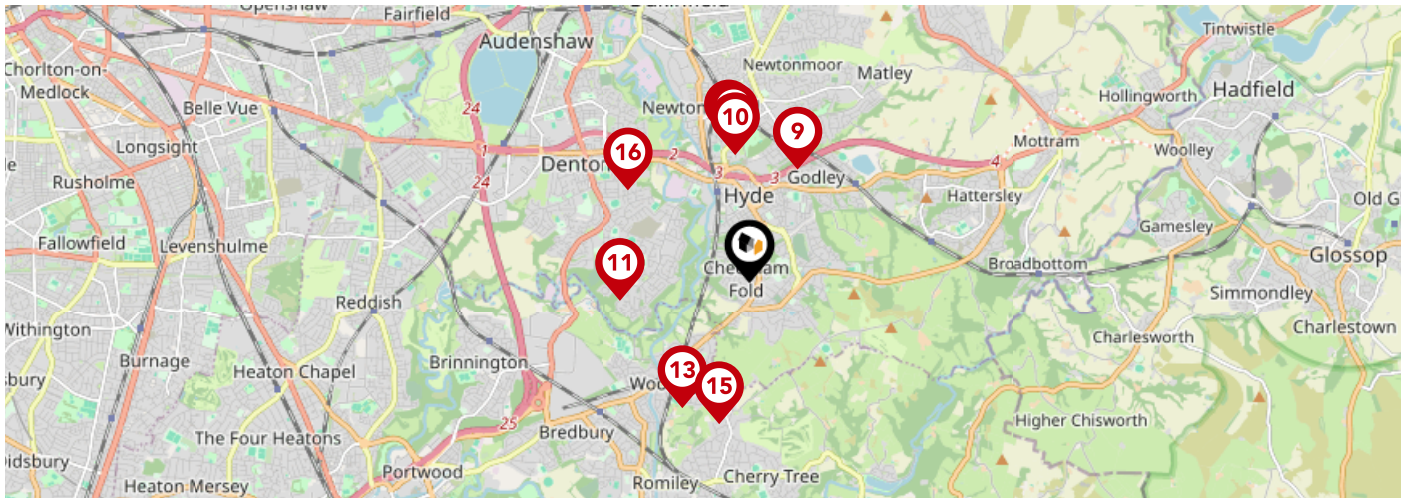 Openshaw
Fairfield
Audenshaw
Tintwistle
Chorlton-on-
Medlock
Newtonmoor
Matley
Belle Vue
24
Newton
10
9
Hollingworth
Hadfield
Longsight
1
16
2
Denton
3
3
4
Mottram
Woolley
Rusholme
24
Hyde
Godley
Hattersley
Old G
Fallowfield
Levenshulme
Gamesley
Glossop
11
Fold
Broadbottom
Reddish
Simmondley
Withington
Charlestown
Burnage
Heaton Chapel
Brinnington
Charlesworth
13
15
Woo
sbury
25
Bredbury
Higher Chisworth
The Four Heatons
Didsbury
Portwood
Cherry Tree
Heaton Mersey
Romiley